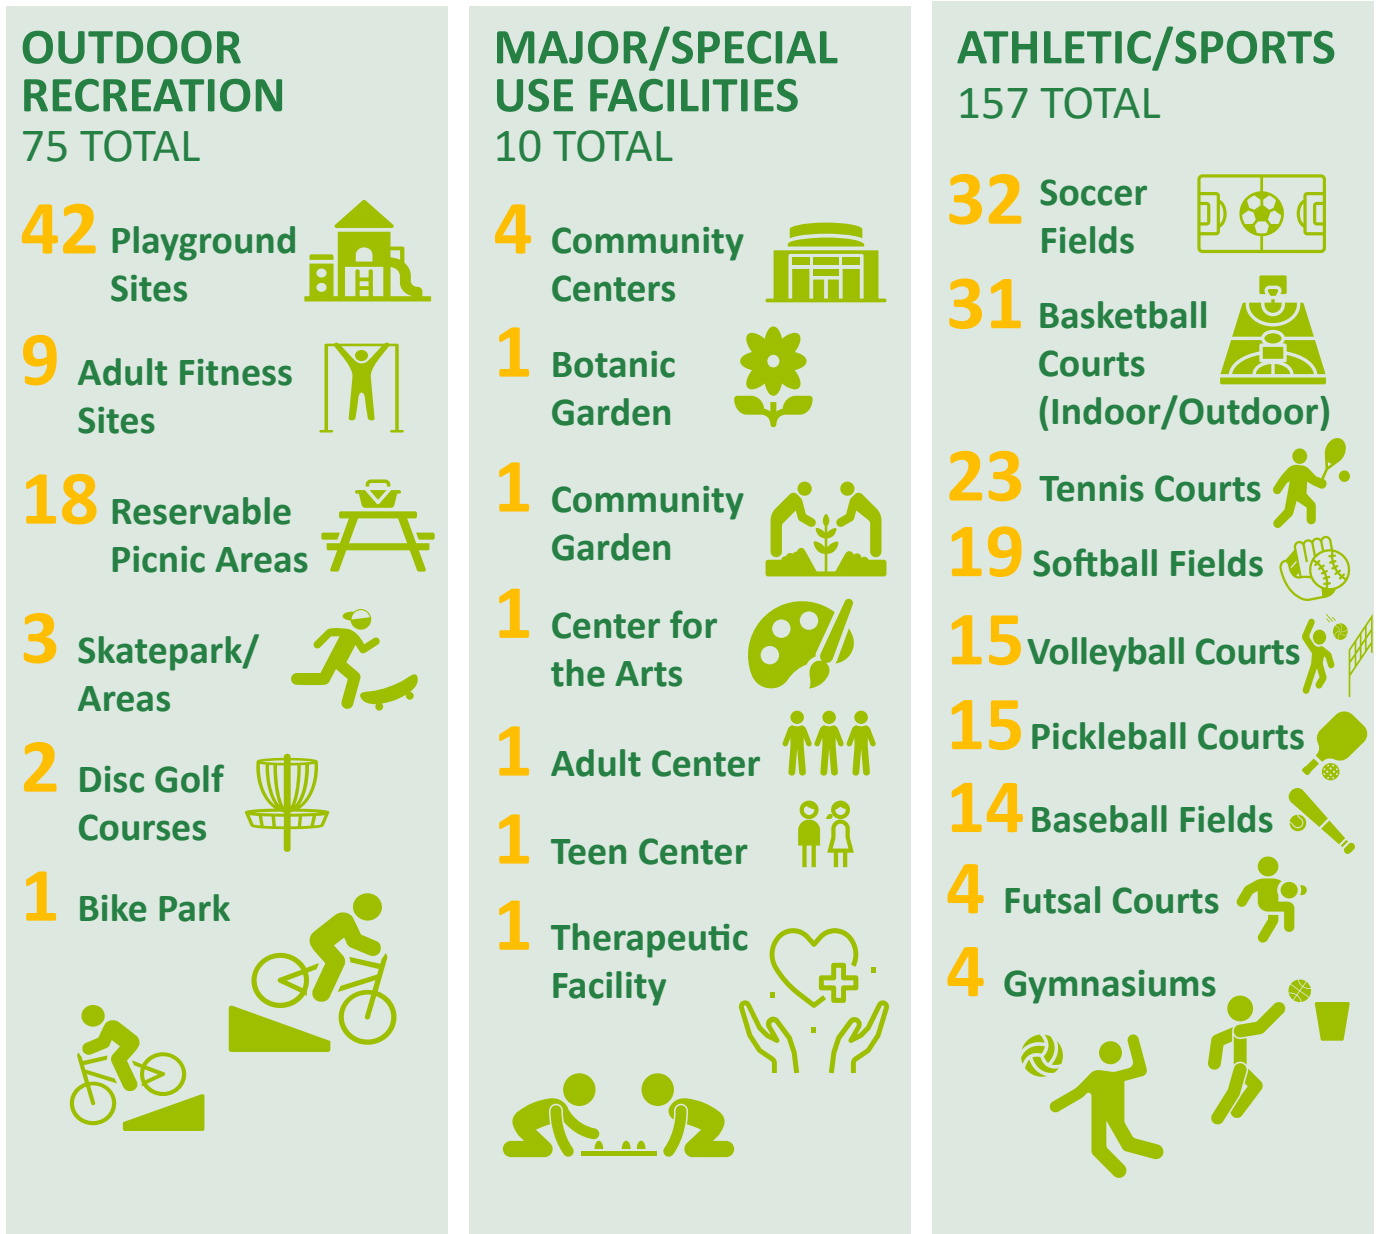 OUTDOOR
RECREATION
75 TOTAL
42 Playground
Sites
9 Adult Fitness
Sites
18 Reservable
Picnic Areas
3 Skatepark/
Areas
2 Disc Golf
Courses
1 Bike Park
MAJOR/SPECIAL
USE FACILITIES
10 TOTAL
4 Community
Centers
1 Botanic
Garden
1 Community
Garden
1 Center for
the Arts
1 Adult Center
1 Teen Center
1 Therapeutic
Facility
ATHLETIC/SPORTS
157 TOTAL
32 Soccer
Fields
31 Basketball
Courts
(Indoor/Outdoor)
23 Tennis Courts
19 Softball Fields
15 Volleyball Courts
15 Pickleball Courts
14 Baseball Fields
4 Futsal Courts
4 Gymnasiums